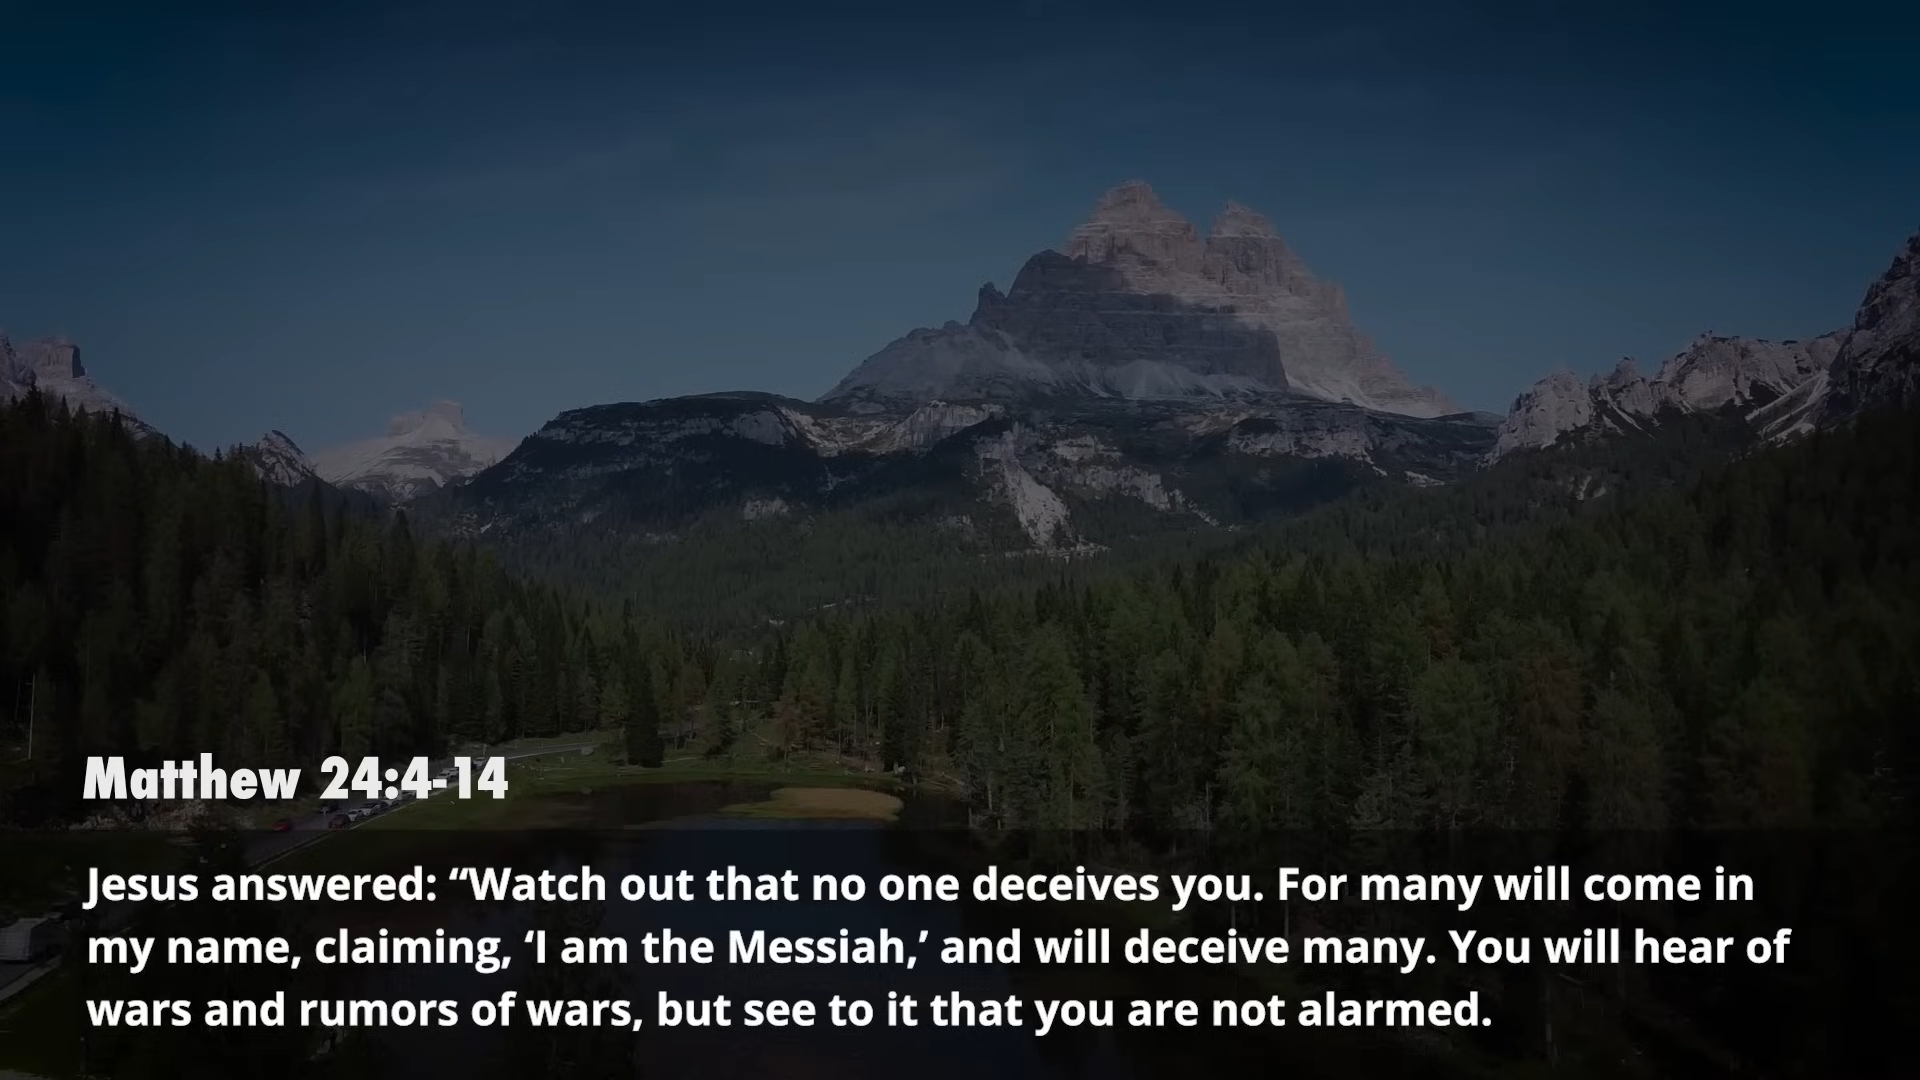 Matthew 24:4-14
Jesus answered: “Watch out that no one deceives you. For many will come in
my name, claiming, ‘I am the Messiah,’ and will deceive many. You will hear of
wars and rumors of wars, but see to it that you are not alarmed.